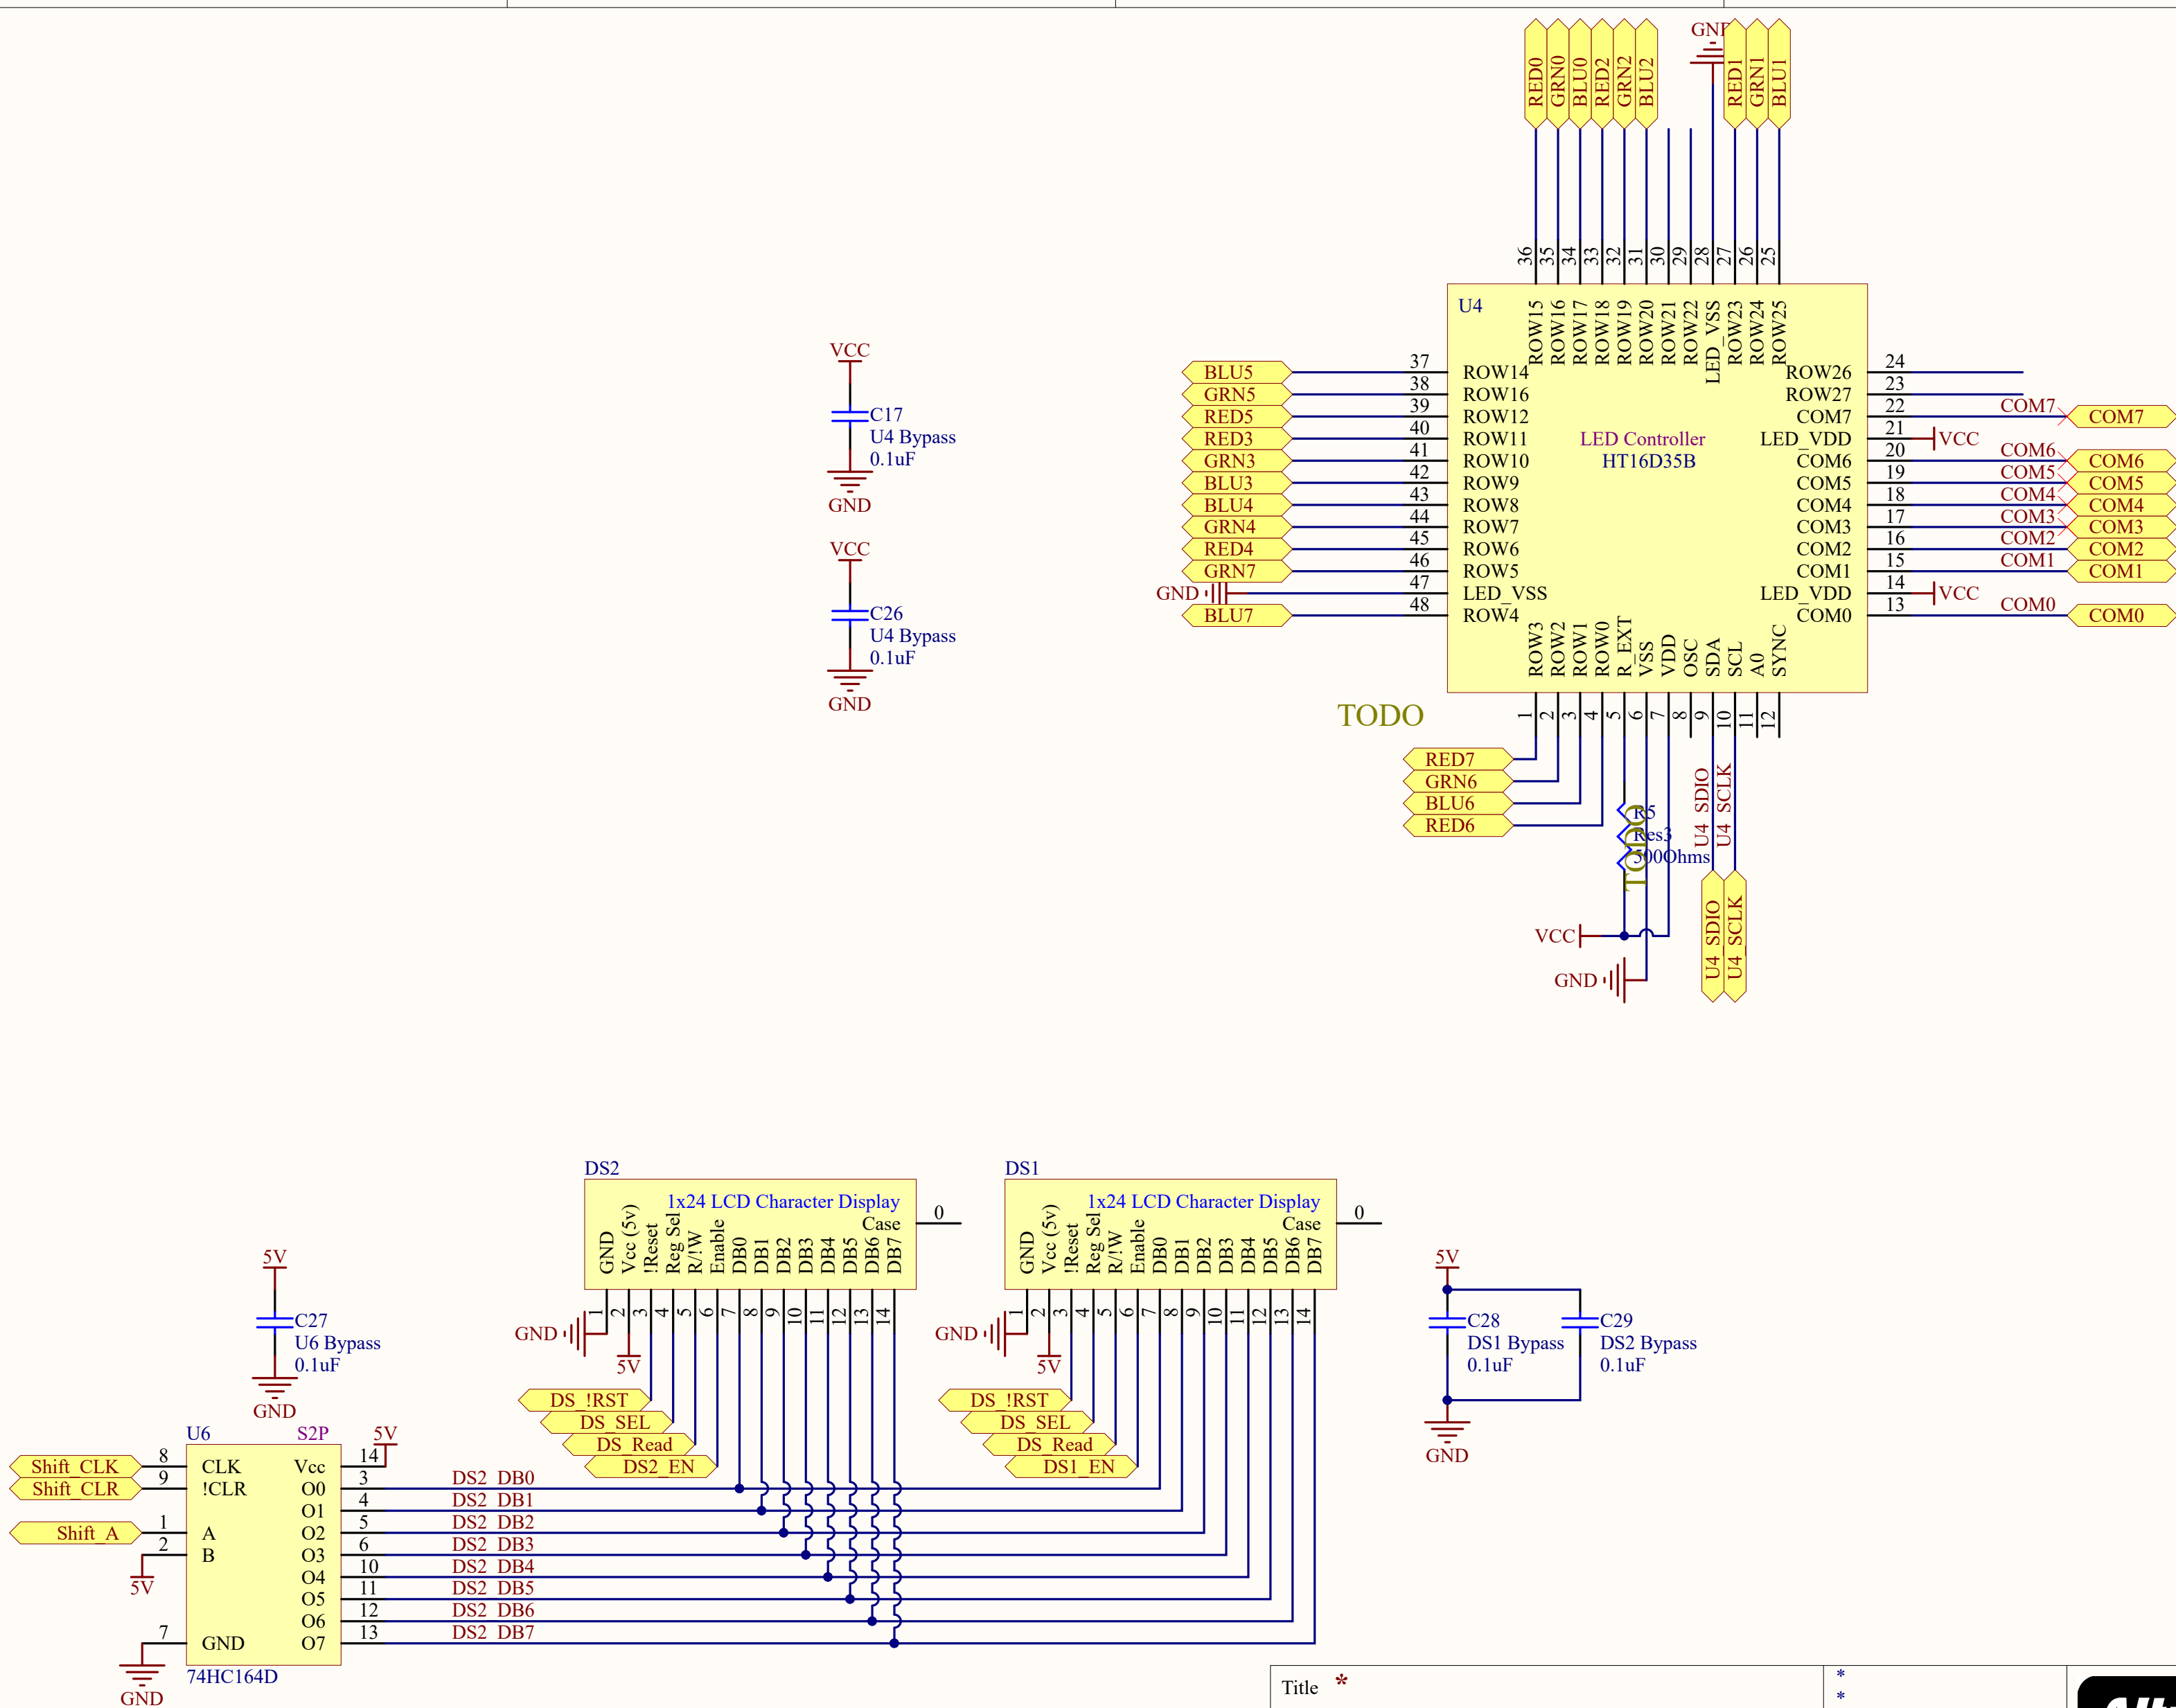 GND
RED0
GRN0
BLU0
RED2
GRN2
BLU2
RED1
GRN1
BLU1
36
35
34
33
32
31
30
29
28
27
26
25
U4
ROW15
ROW16
ROW17
ROW18
ROW19
ROW20
ROW21
ROW22
LED_VSS
ROW23
ROW24
ROW25
LED Controller
HT16D35B
BLU5 37 ROW14
GRN5 38 ROW16
RED5 39 ROW12
RED3 40 ROW11
GRN3 41 ROW10
BLU3 42 ROW9
BLU4 43 ROW8
GRN4 44 ROW7
RED4 45 ROW6
GRN7 46 ROW5
GND 47 LED_VSS
BLU7 48 ROW4
ROW26 24
ROW27 23
COM7 22 COM7 COM7
LED_VDD 21 VCC
COM6 20 COM6 COM6
COM5 19 COM5 COM5
COM4 18 COM4 COM4
COM3 17 COM3 COM3
COM2 16 COM2 COM2
COM1 15 COM1 COM1
LED_VDD 14 VCC
COM0 13 COM0 COM0
ROW3
ROW2
ROW1
ROW0
R_EXT
VSS
VDD
OSC
SDA
SCL
A0
SYNC
1
2
3
4
5
6
7
8
9
10
11
12
TODO
RED7
GRN6
BLU6
RED6
R5
Res3
500Ohms
TODO
U4_SDIO
U4_SCLK
U4_SDIO
U4_SCLK
VCC
GND
VCC
C17
U4 Bypass
0.1uF
GND
VCC
C26
U4 Bypass
0.1uF
GND
DS2
1x24 LCD Character Display
Case 0
GND
Vcc (5v)
!Reset
Reg Sel
R/!W
Enable
DB0
DB1
DB2
DB3
DB4
DB5
DB6
DB7
1
2
3
4
5
6
7
8
9
10
11
12
13
14
GND
5V
DS_!RST
DS_SEL
DS_Read
DS2_EN
DS1
1x24 LCD Character Display
Case 0
GND
Vcc (5v)
!Reset
Reg Sel
R/!W
Enable
DB0
DB1
DB2
DB3
DB4
DB5
DB6
DB7
1
2
3
4
5
6
7
8
9
10
11
12
13
14
GND
5V
DS_!RST
DS_SEL
DS_Read
DS1_EN
5V
C28
DS1 Bypass
0.1uF
C29
DS2 Bypass
0.1uF
GND
5V
C27
U6 Bypass
0.1uF
GND
U6 S2P 5V
Shift_CLK 8 CLK Vcc 14
Shift_CLR 9 !CLR O0 3 DS2_DB0
O1 4 DS2_DB1
Shift_A 1 A O2 5 DS2_DB2
2 B O3 6 DS2_DB3
5V O4 10 DS2_DB4
O5 11 DS2_DB5
O6 12 DS2_DB6
7 GND O7 13 DS2_DB7
74HC164D
GND
Title *
*
*